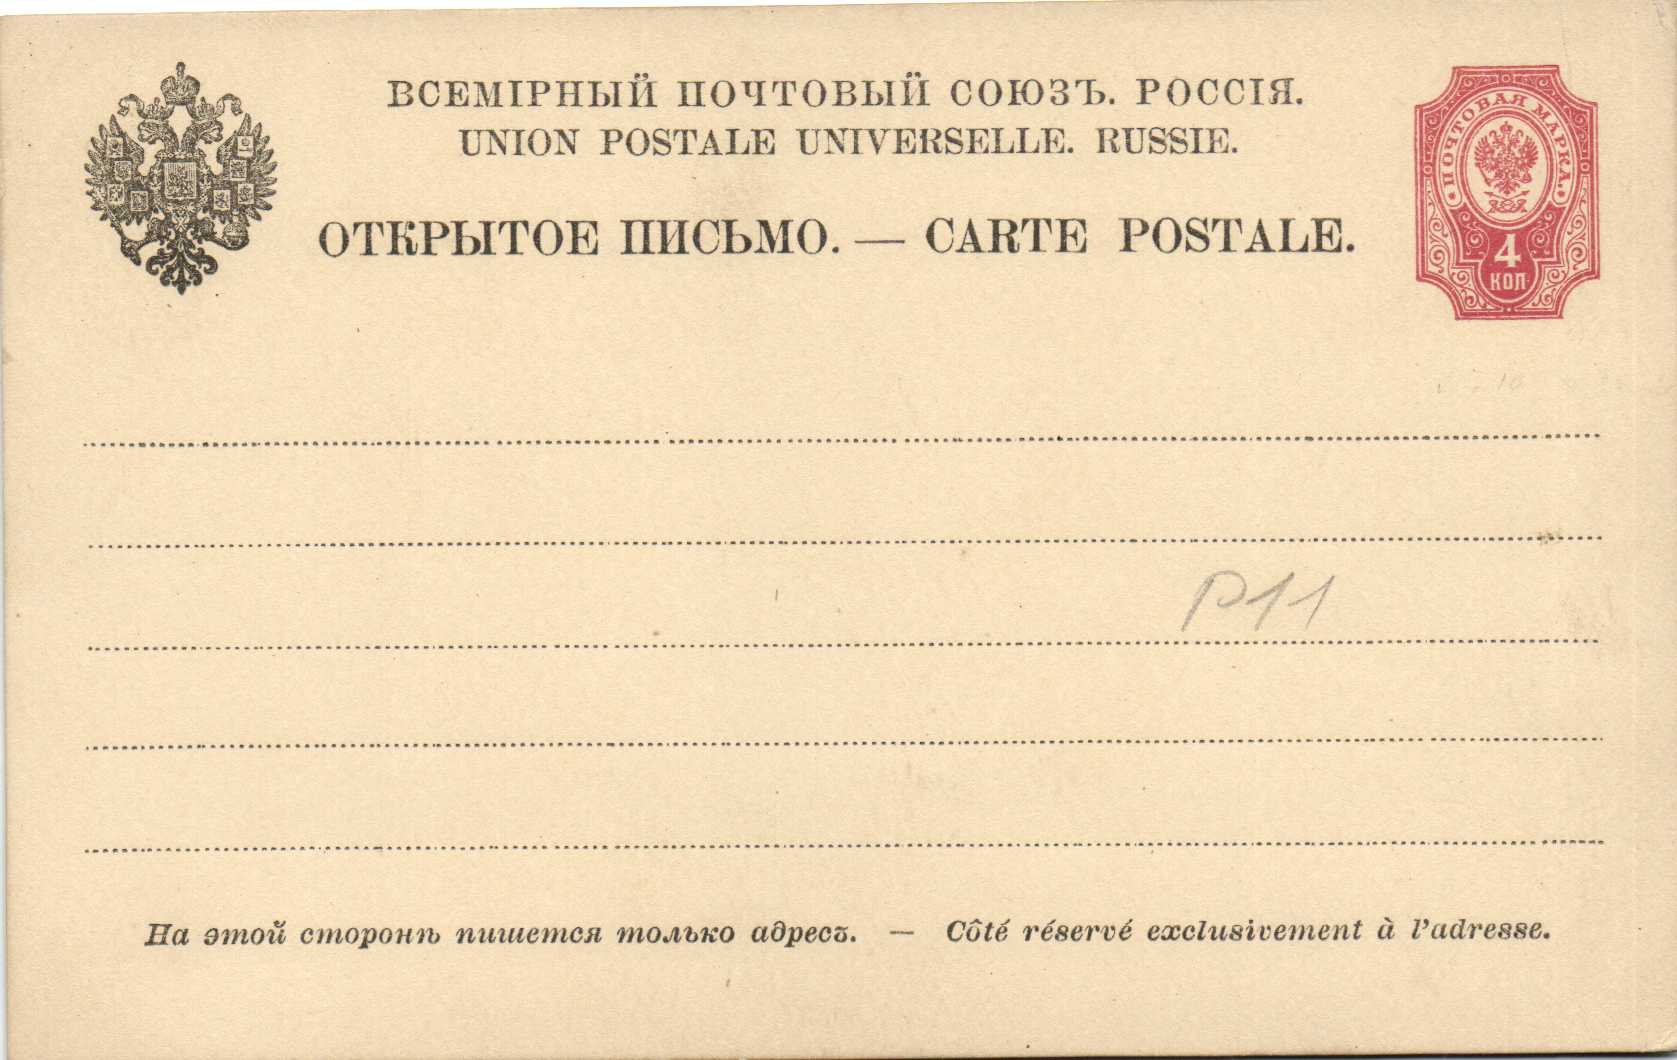 ВСЕМІРНЫЙ ПОЧТОВЫЙ СОЮЗЪ. РОССІЯ.
UNION POSTALE UNIVERSELLE. RUSSIE.
ОТКРЫТОЕ ПИСЬМО. — CARTE POSTALE.
ПОЧТОВАЯ МАРКА.
4
КОП
P11
На этой сторонѣ пишется только адресъ. — Côté réservé exclusivement à l'adresse.